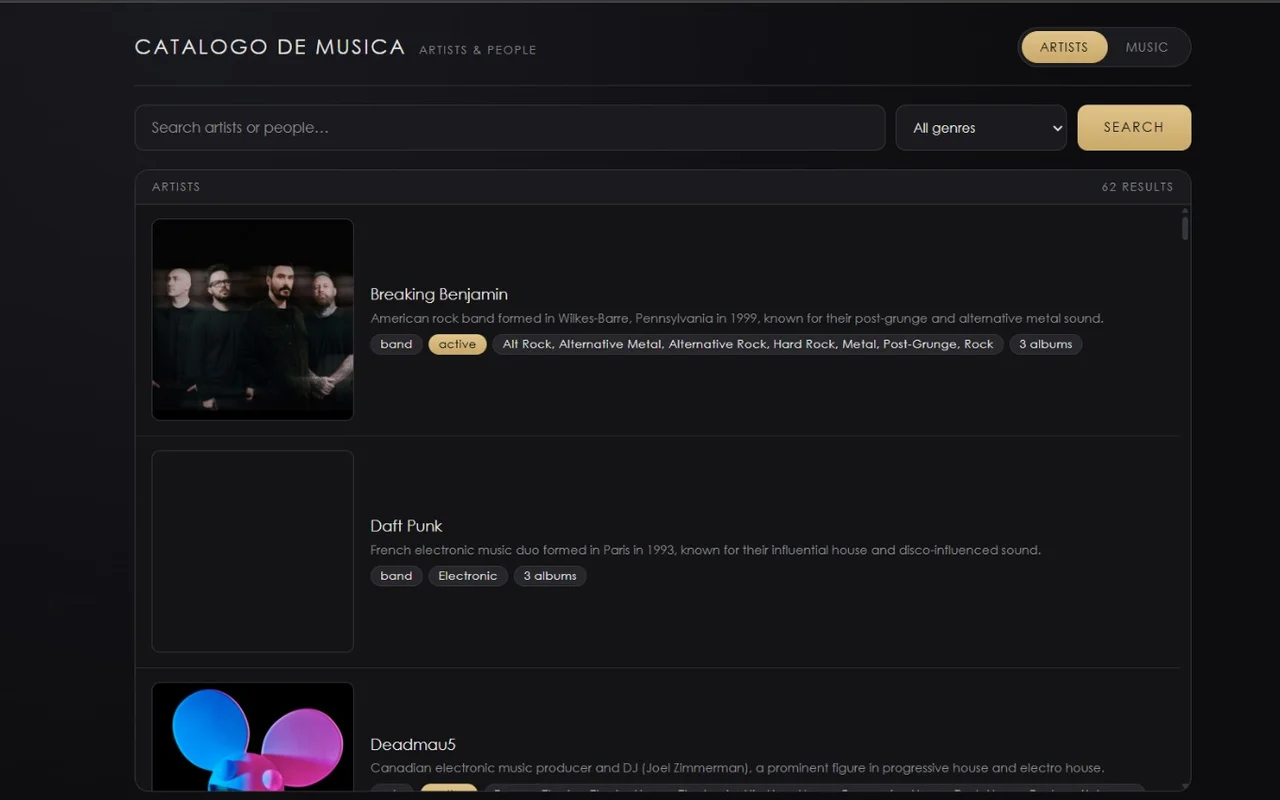 CATALOGO DE MUSICA ARTISTS & PEOPLE
ARTISTS MUSIC
Search artists or people...
All genres
SEARCH
ARTISTS
62 RESULTS
Breaking Benjamin
American rock band formed in Wilkes-Barre, Pennsylvania in 1999, known for their post-grunge and alternative metal sound.
band active Alt Rock, Alternative Metal, Alternative Rock, Hard Rock, Metal, Post-Grunge, Rock 3 albums
Daft Punk
French electronic music duo formed in Paris in 1993, known for their influential house and disco-influenced sound.
band Electronic 3 albums
Deadmau5
Canadian electronic music producer and DJ (Joel Zimmerman), a prominent figure in progressive house and electro house.